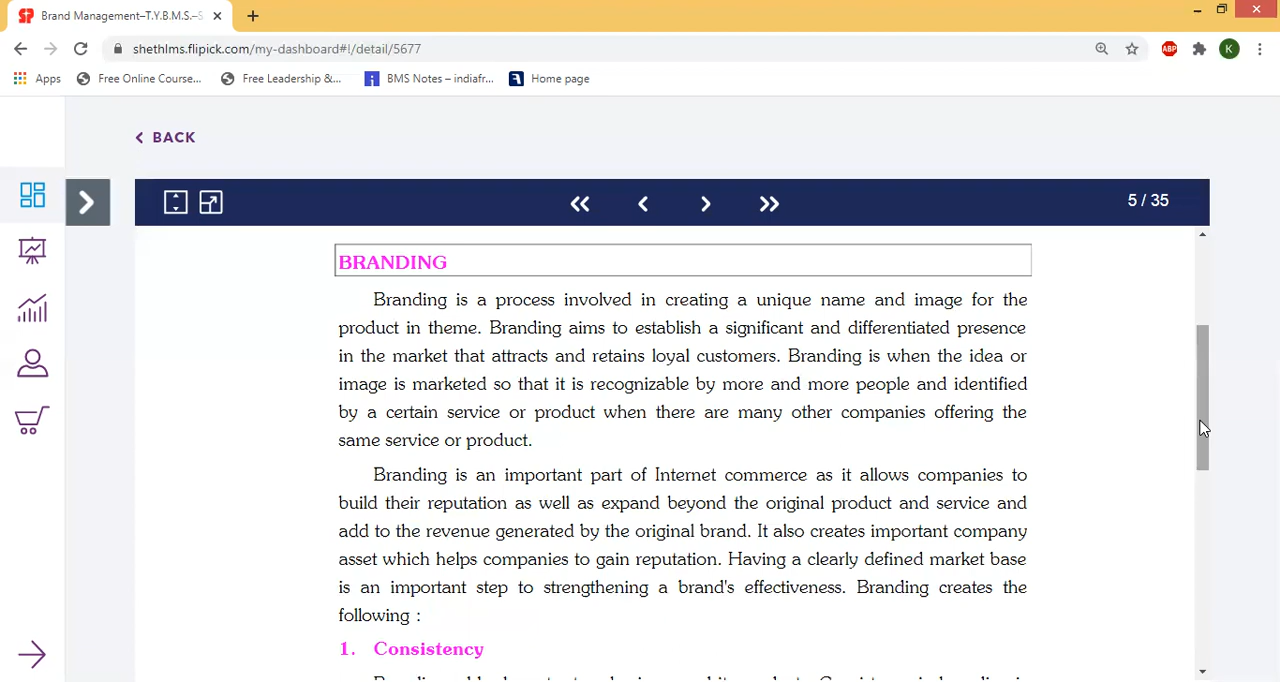 Brand Management–T.Y.B.M.S.–S
shethlms.flipick.com/my-dashboard#!/detail/5677
ABP
K
Apps
Free Online Course...
Free Leadership &...
BMS Notes – indiafr...
Home page
BACK
5 / 35
BRANDING
Branding is a process involved in creating a unique name and image for the
product in theme. Branding aims to establish a significant and differentiated presence
in the market that attracts and retains loyal customers. Branding is when the idea or
image is marketed so that it is recognizable by more and more people and identified
by a certain service or product when there are many other companies offering the
same service or product.
Branding is an important part of Internet commerce as it allows companies to
build their reputation as well as expand beyond the original product and service and
add to the revenue generated by the original brand. It also creates important company
asset which helps companies to gain reputation. Having a clearly defined market base
is an important step to strengthening a brand's effectiveness. Branding creates the
following :
1. Consistency